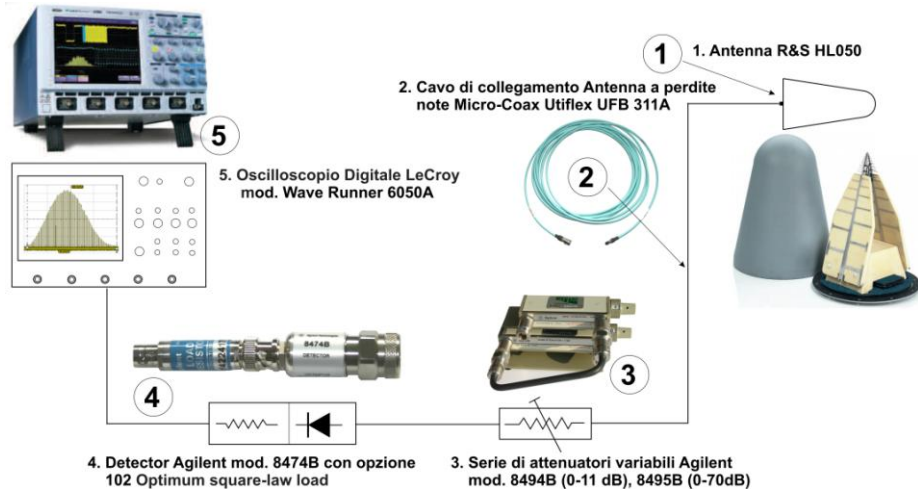 1
1. Antenna R&S HL050
2. Cavo di collegamento Antenna a perdite
note Micro-Coax Utiflex UFB 311A
2
5
5. Oscilloscopio Digitale LeCroy
mod. Wave Runner 6050A
3
4
8474B
DETECTOR
4. Detector Agilent mod. 8474B con opzione
102 Optimum square-law load
3. Serie di attenuatori variabili Agilent
mod. 8494B (0-11 dB), 8495B (0-70dB)